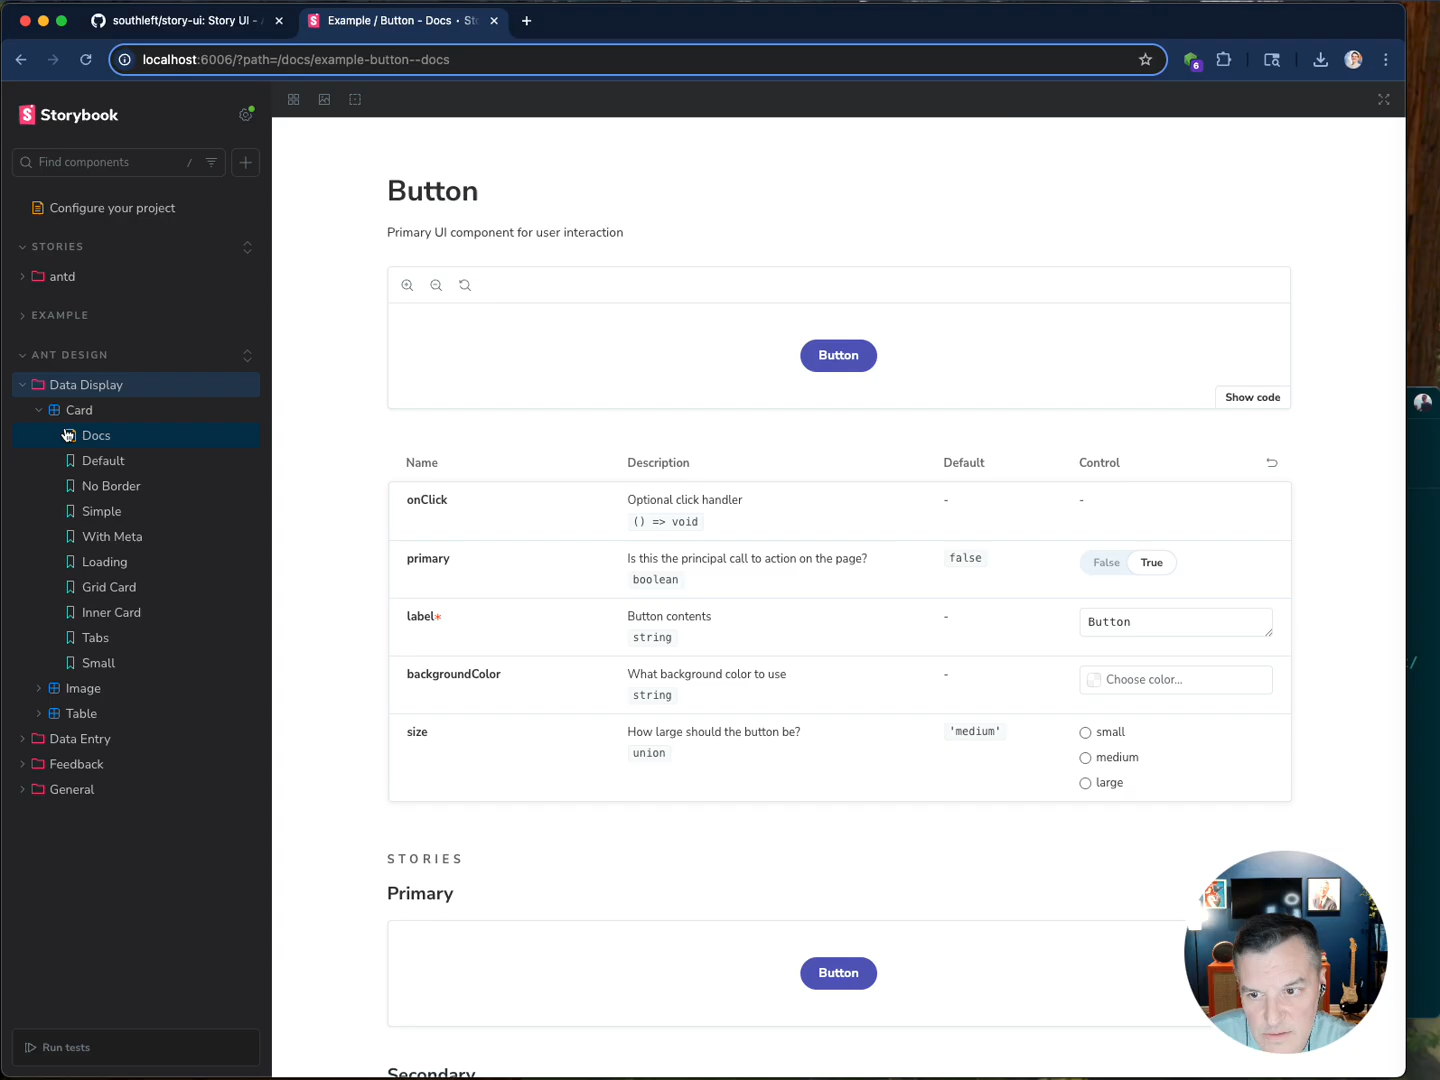 southleft/story-ui: Story UI -
Example / Button - Docs • St
localhost:6006/?path=/docs/example-button--docs
6
Storybook
Find components /
Configure your project
STORIES
antd
EXAMPLE
ANT DESIGN
Data Display
Card
Docs
Default
No Border
Simple
With Meta
Loading
Grid Card
Inner Card
Tabs
Small
Image
Table
Data Entry
Feedback
General
Run tests
Button
Primary UI component for user interaction
Button
Show code
Name Description Default Control
onClick Optional click handler - -
() => void
primary Is this the principal call to action on the page? false False True
boolean
label* Button contents - Button
string
backgroundColor What background color to use - Choose color...
string
size How large should the button be? 'medium' small
union
medium
large
STORIES
Primary
Button
Secondary